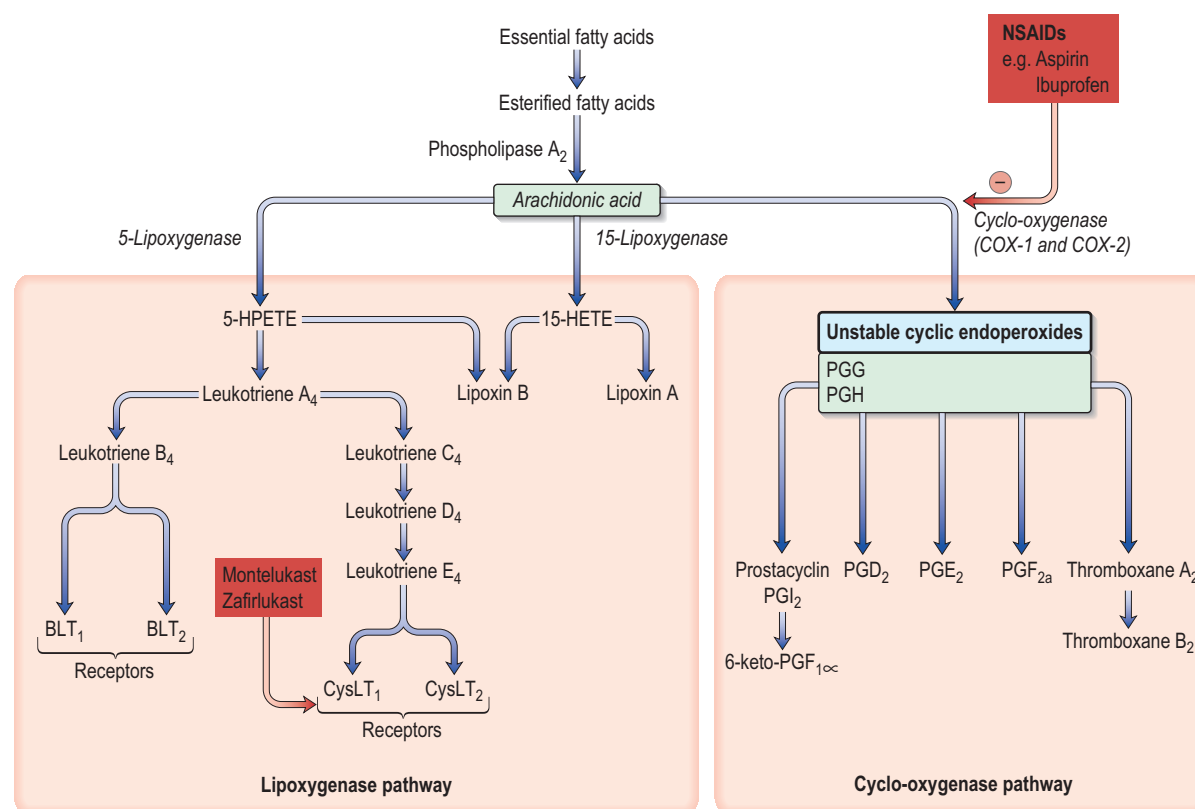 Essential fatty acids
NSAIDs
e.g. Aspirin
Ibuprofen
Esterified fatty acids
Phospholipase A₂
Arachidonic acid
−
5-Lipoxygenase
15-Lipoxygenase
Cyclo-oxygenase
(COX-1 and COX-2)
5-HPETE
15-HETE
Leukotriene A₄
Lipoxin B
Lipoxin A
Leukotriene B₄
Leukotriene C₄
Leukotriene D₄
Leukotriene E₄
Montelukast
Zafirlukast
BLT₁
BLT₂
Receptors
CysLT₁
CysLT₂
Receptors
Lipoxygenase pathway
Unstable cyclic endoperoxides
PGG
PGH
Prostacyclin
PGI₂
PGD₂
PGE₂
PGF₂ₐ
Thromboxane A₂
6-keto-PGF₁∝
Thromboxane B₂
Cyclo-oxygenase pathway